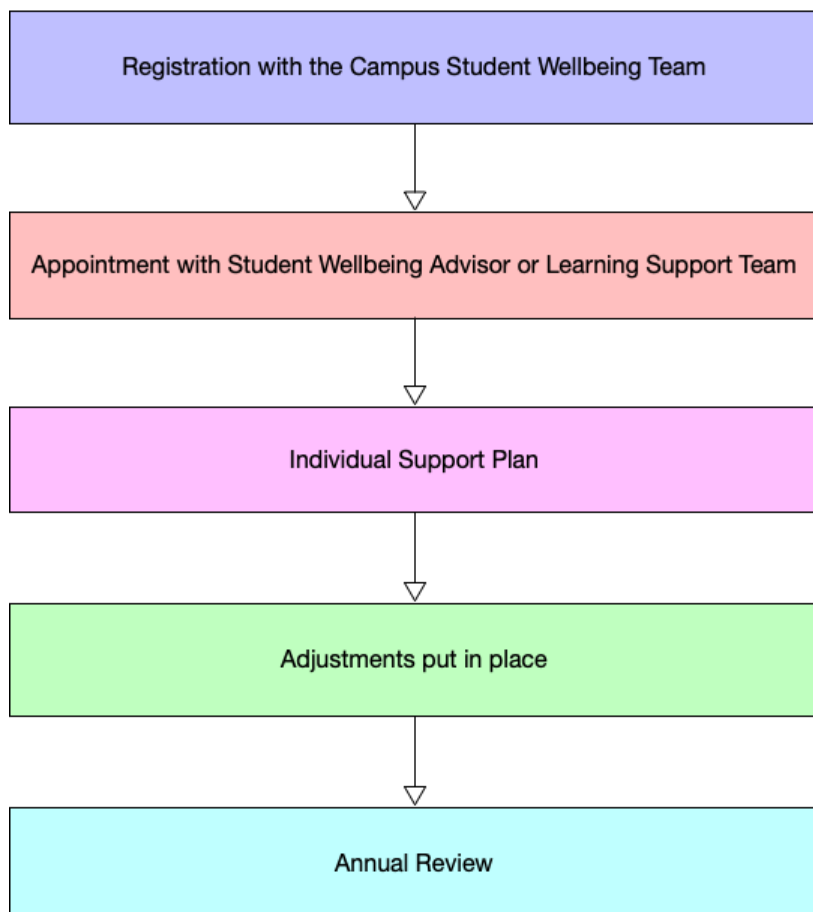 Registration with the Campus Student Wellbeing Team
Appointment with Student Wellbeing Advisor or Learning Support Team
Individual Support Plan
Adjustments put in place
Annual Review